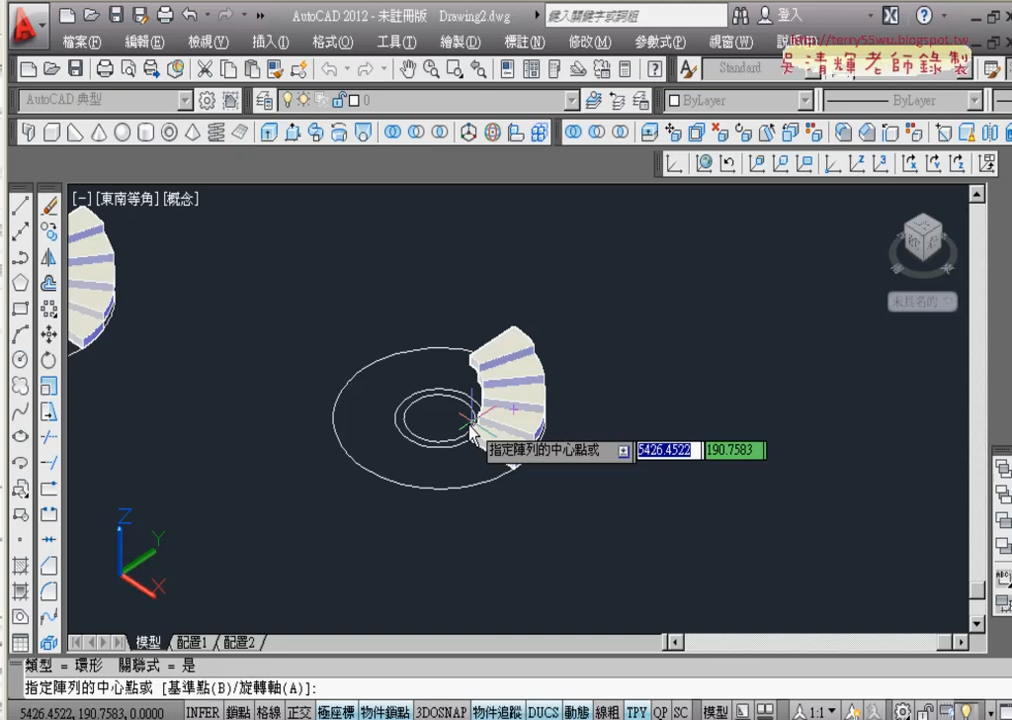 AutoCAD 2012 - 未註冊版 Drawing2.dwg
鍵入關鍵字或詞組
登入
檔案(F) 編輯(E) 檢視(V) 插入(I) 格式(O) 工具(T) 繪製(D) 標註(N) 修改(M) 參數式(P) 視窗(W)
http://terry55wu.blogspot.tw
吳清輝老師錄製
Standard
AutoCAD 典型
0
ByLayer
ByLayer
[−][東南等角][概念]
未具名的
指定陣列的中心點或
5426.4522
190.7583
Z
Y
X
模型 配置1 配置2
類型 = 環形 關聯式 = 是
指定陣列的中心點或 [基準點(B)/旋轉軸(A)]:
5426.4522, 190.7583, 0.0000
INFER 鎖點 格線 正交 極座標 物件鎖點 3DOSNAP 物件追蹤 DUCS 動態 線粗 TPY QP SC 模型 1:1